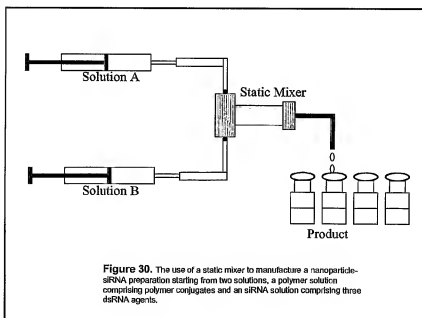 Solution A
Static Mixer
Solution B
Product
Figure 30. The use of a static mixer to manufacture a nanoparticle-
siRNA preparation starting from two solutions, a polymer solution
comprising polymer conjugates and an siRNA solution comprising three
dsRNA agents.